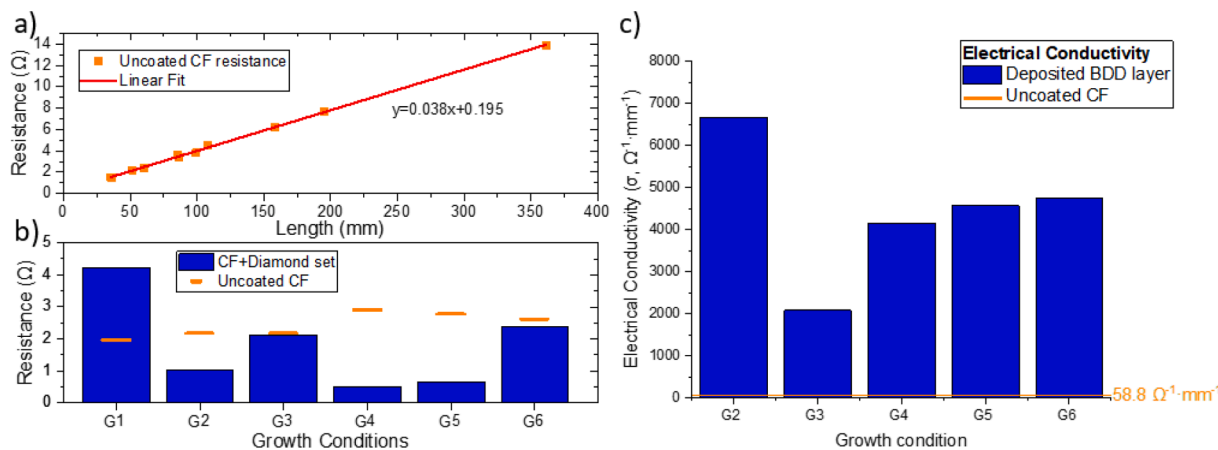 a)
Resistance (Ω)
14
12
10
8
6
4
2
0
Uncoated CF resistance
Linear Fit
y=0.038x+0.195
0 50 100 150 200 250 300 350 400
Length (mm)
b)
Resistance (Ω)
5
4
3
2
1
0
CF+Diamond set
Uncoated CF
G1 G2 G3 G4 G5 G6
Growth Conditions
c)
Electrical Conductivity (σ, Ω⁻¹·mm⁻¹)
8000
7000
6000
5000
4000
3000
2000
1000
0
Electrical Conductivity
Deposited BDD layer
Uncoated CF
58.8 Ω⁻¹·mm⁻¹
G2 G3 G4 G5 G6
Growth condition